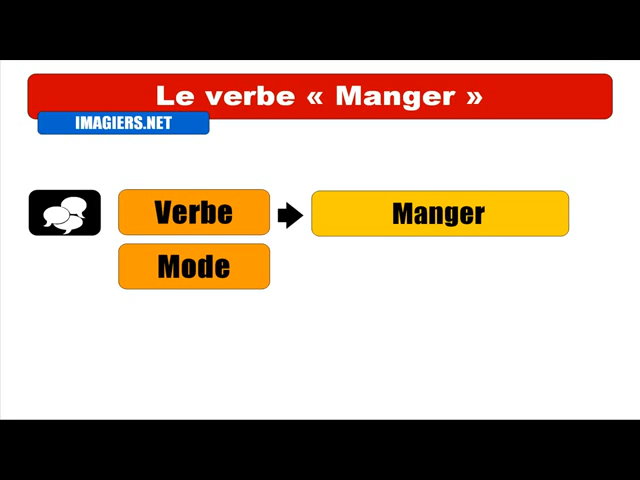 Le verbe « Manger »
IMAGIERS.NET
Verbe
Manger
Mode